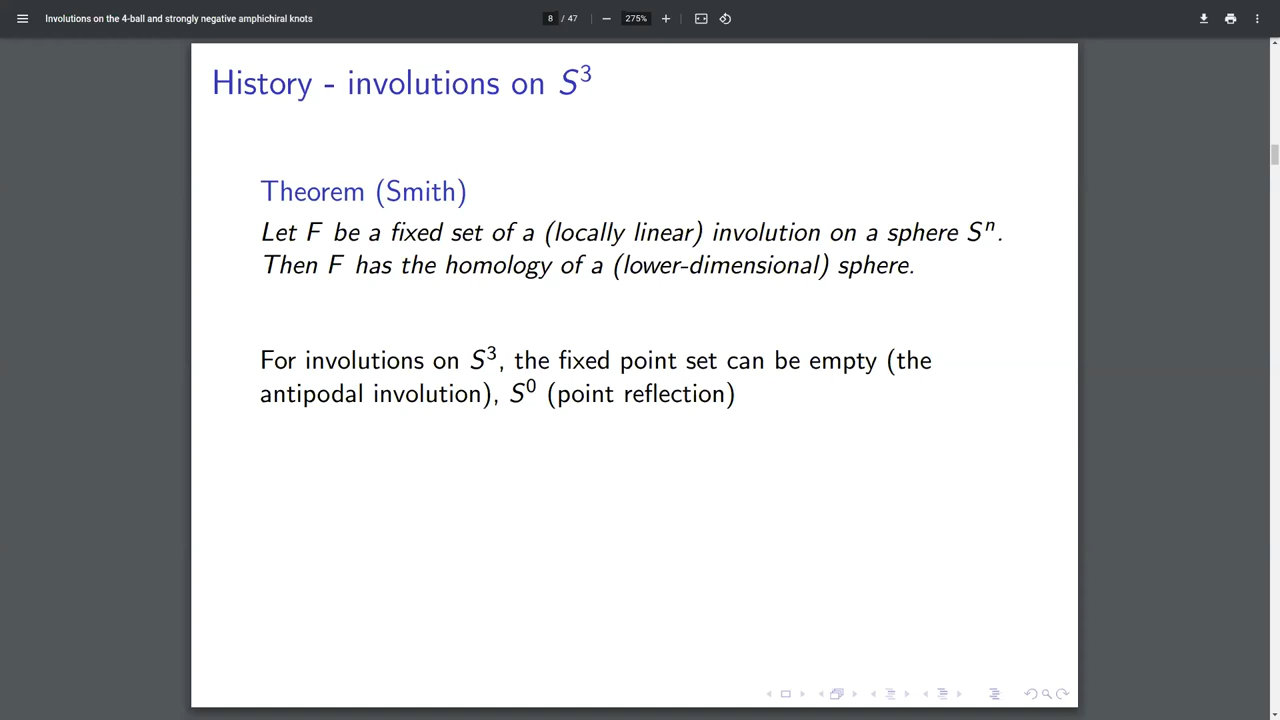 Involutions on the 4-ball and strongly negative amphichiral knots
8 / 47
275%
History - involutions on S³
Theorem (Smith)
Let F be a fixed set of a (locally linear) involution on a sphere Sⁿ.
Then F has the homology of a (lower-dimensional) sphere.
For involutions on S³, the fixed point set can be empty (the
antipodal involution), S⁰ (point reflection)